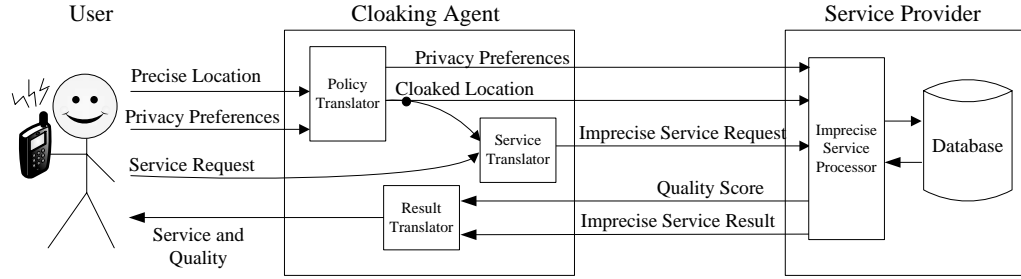 User
Cloaking Agent
Service Provider
Precise Location
Privacy Preferences
Service Request
Service and
Quality
Policy
Translator
Privacy Preferences
Cloaked Location
Service
Translator
Imprecise Service Request
Result
Translator
Quality Score
Imprecise Service Result
Imprecise
Service
Processor
Database